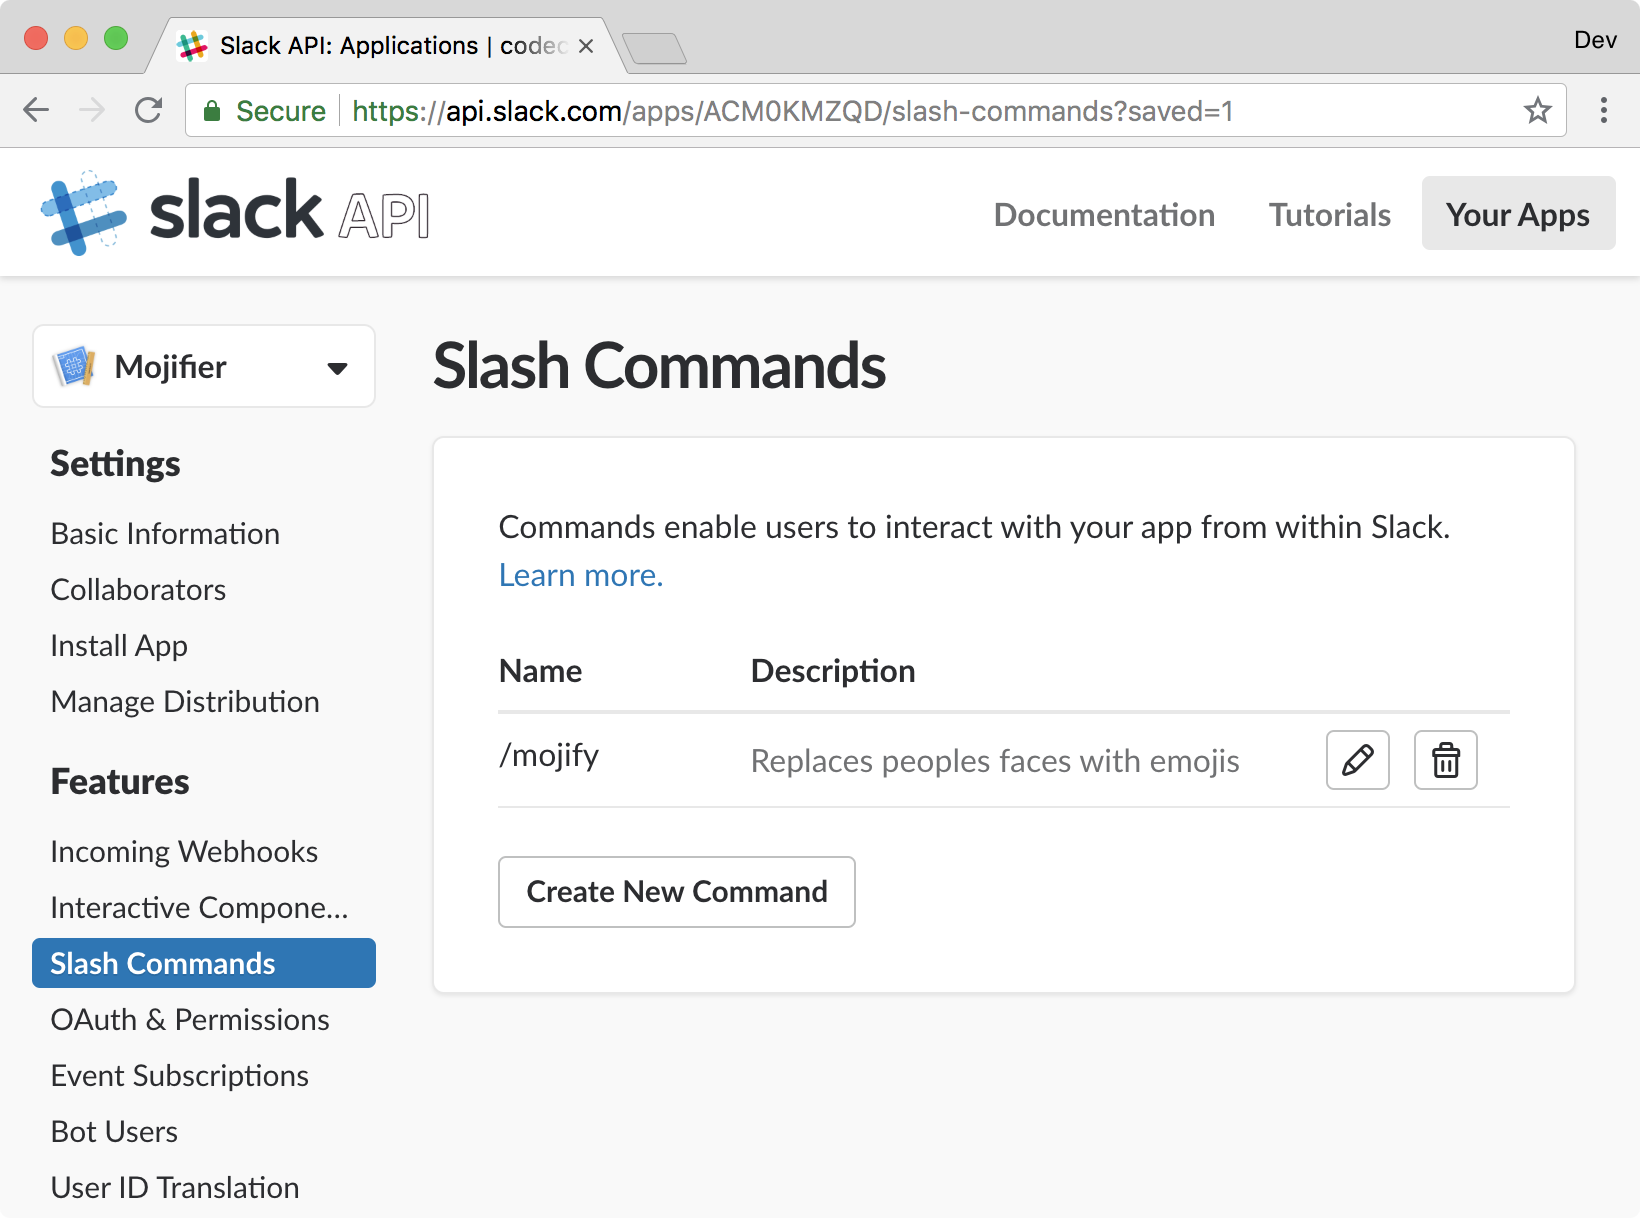 Slack API: Applications | codec
Dev
Secure
https://api.slack.com/apps/ACM0KMZQD/slash-commands?saved=1
slack API
Documentation
Tutorials
Your Apps
Mojifier
Slash Commands
Settings
Basic Information
Collaborators
Install App
Manage Distribution
Features
Incoming Webhooks
Interactive Compone...
Slash Commands
OAuth & Permissions
Event Subscriptions
Bot Users
User ID Translation
Commands enable users to interact with your app from within Slack.
Learn more.
Name
Description
/mojify
Replaces peoples faces with emojis
Create New Command